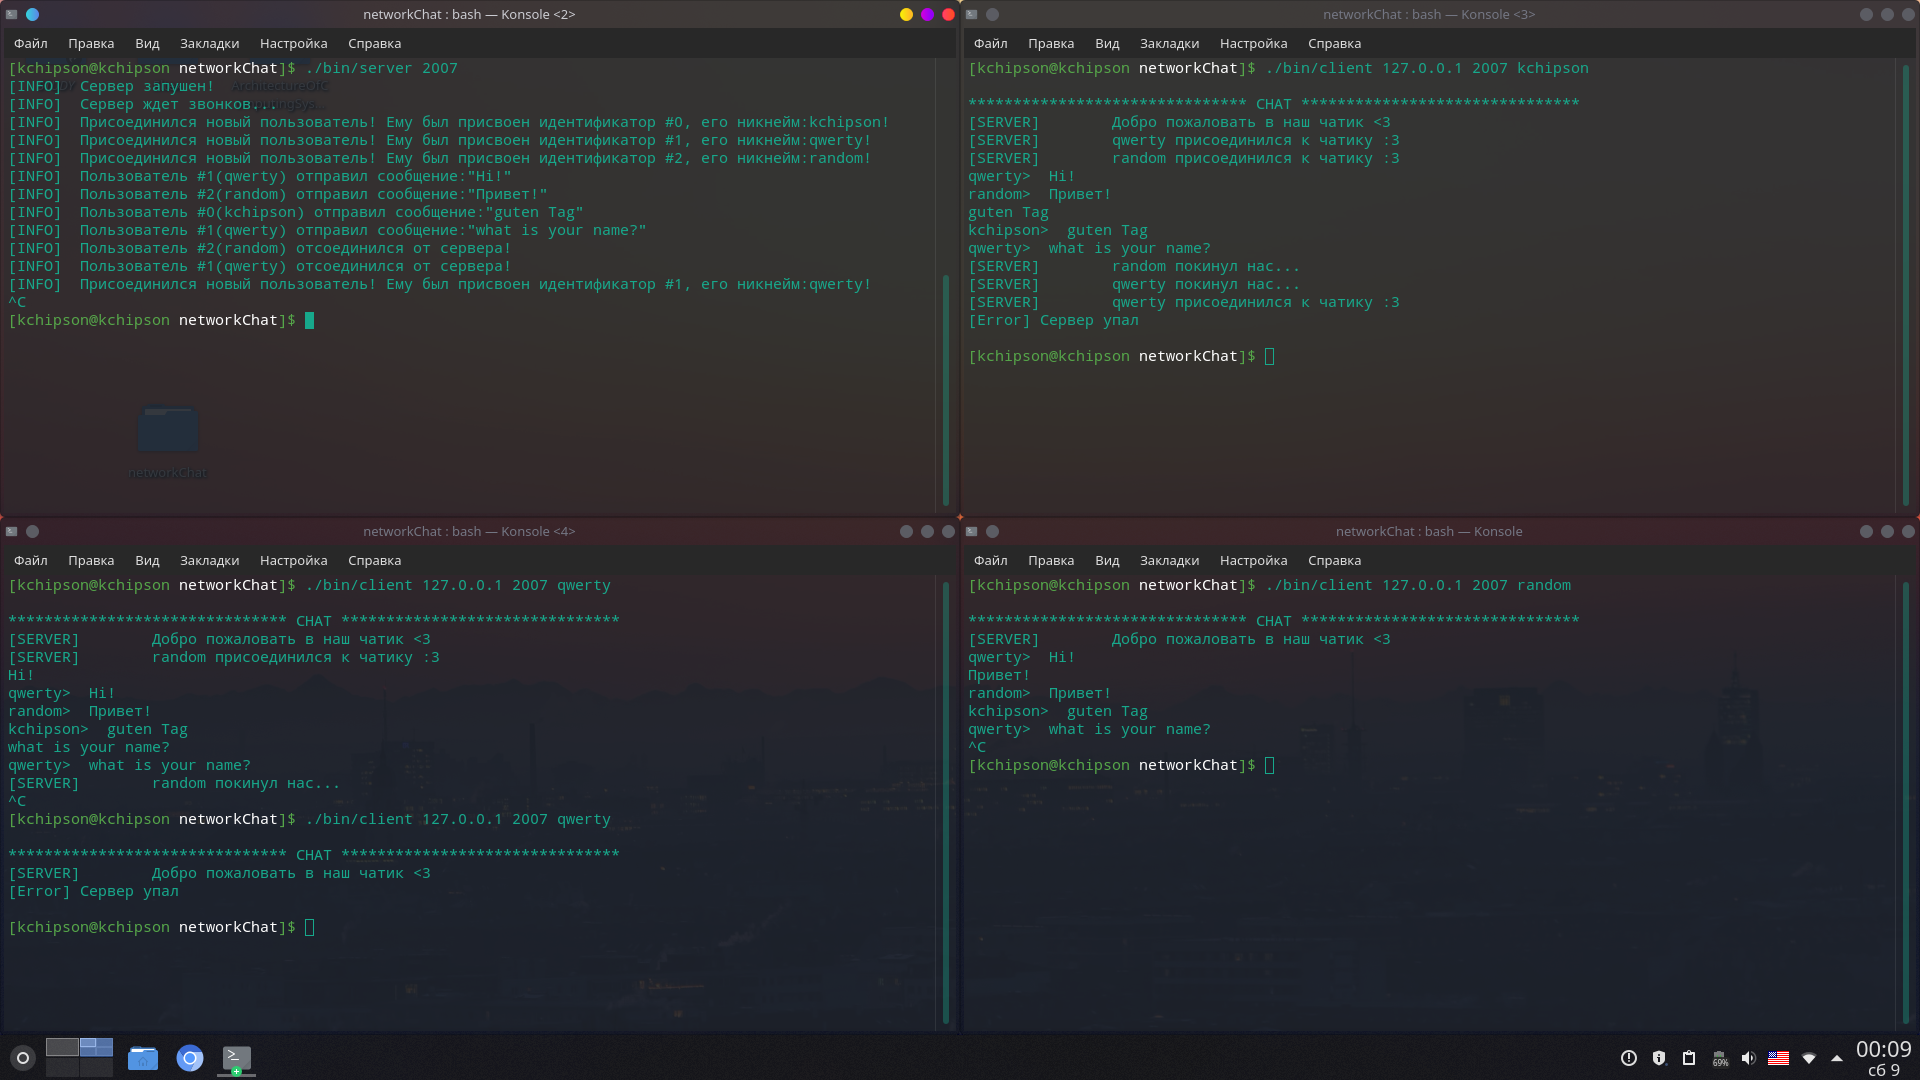 networkChat : bash — Konsole <2>
Файл Правка Вид Закладки Настройка Справка
[kchipson@kchipson networkChat]$ ./bin/server 2007
[INFO]  Сервер запушен!
[INFO]  Сервер ждет звонков...
[INFO]  Присоединился новый пользователь! Ему был присвоен идентификатор #0, его никнейм:kchipson!
[INFO]  Присоединился новый пользователь! Ему был присвоен идентификатор #1, его никнейм:qwerty!
[INFO]  Присоединился новый пользователь! Ему был присвоен идентификатор #2, его никнейм:random!
[INFO]  Пользователь #1(qwerty) отправил сообщение:"Hi!"
[INFO]  Пользователь #2(random) отправил сообщение:"Привет!"
[INFO]  Пользователь #0(kchipson) отправил сообщение:"guten Tag"
[INFO]  Пользователь #1(qwerty) отправил сообщение:"what is your name?"
[INFO]  Пользователь #2(random) отсоединился от сервера!
[INFO]  Пользователь #1(qwerty) отсоединился от сервера!
[INFO]  Присоединился новый пользователь! Ему был присвоен идентификатор #1, его никнейм:qwerty!
^C
[kchipson@kchipson networkChat]$
networkChat
networkChat : bash — Konsole <3>
Файл Правка Вид Закладки Настройка Справка
[kchipson@kchipson networkChat]$ ./bin/client 127.0.0.1 2007 kchipson
******************************* CHAT *******************************
[SERVER]        Добро пожаловать в наш чатик <3
[SERVER]        qwerty присоединился к чатику :3
[SERVER]        random присоединился к чатику :3
qwerty>  Hi!
random>  Привет!
guten Tag
kchipson>  guten Tag
qwerty>  what is your name?
[SERVER]        random покинул нас...
[SERVER]        qwerty покинул нас...
[SERVER]        qwerty присоединился к чатику :3
[Error] Сервер упал
[kchipson@kchipson networkChat]$
networkChat : bash — Konsole <4>
Файл Правка Вид Закладки Настройка Справка
[kchipson@kchipson networkChat]$ ./bin/client 127.0.0.1 2007 qwerty
******************************* CHAT *******************************
[SERVER]        Добро пожаловать в наш чатик <3
[SERVER]        random присоединился к чатику :3
Hi!
qwerty>  Hi!
random>  Привет!
kchipson>  guten Tag
what is your name?
qwerty>  what is your name?
[SERVER]        random покинул нас...
^C
[kchipson@kchipson networkChat]$ ./bin/client 127.0.0.1 2007 qwerty
******************************* CHAT *******************************
[SERVER]        Добро пожаловать в наш чатик <3
[Error] Сервер упал
[kchipson@kchipson networkChat]$
networkChat : bash — Konsole
Файл Правка Вид Закладки Настройка Справка
[kchipson@kchipson networkChat]$ ./bin/client 127.0.0.1 2007 random
******************************* CHAT *******************************
[SERVER]        Добро пожаловать в наш чатик <3
qwerty>  Hi!
Привет!
random>  Привет!
kchipson>  guten Tag
qwerty>  what is your name?
^C
[kchipson@kchipson networkChat]$
69%
00:09
сб 9